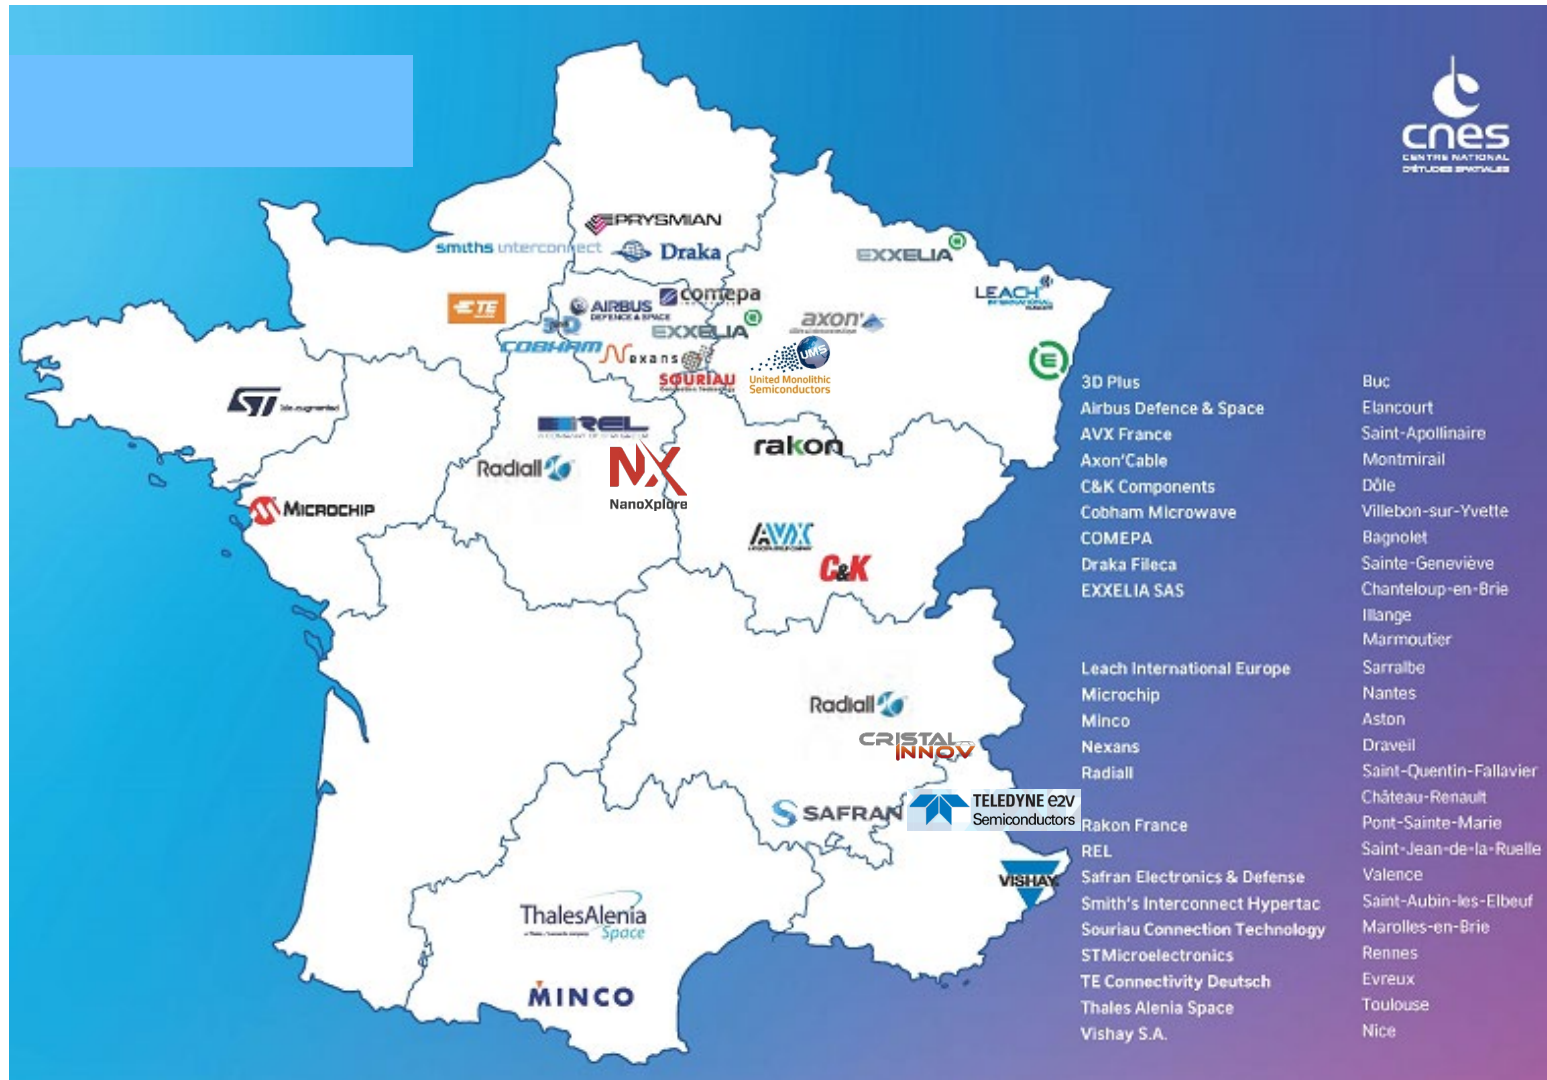 cnes
CENTRE NATIONAL
D'ÉTUDES SPATIALES
PRYSMIAN
smiths interconnect
Draka
EXXELIA
LEACH
INTERNATIONAL
EUROPE
TE
AIRBUS
DEFENCE & SPACE
comepa
EXXELIA
axon'
COBHAM
Nexans
SOURIAU
Connection Technology
UMS
United Monolithic
Semiconductors
E
ST
life.augmented
REL
Radiall
NX
NanoXplore
rakon
MICROCHIP
AVX
C&K
Radiall
CRISTAL
INNOV
SAFRAN
TELEDYNE e2v
Semiconductors
VISHAY
ThalesAlenia
Space
MINCO
3D Plus Buc
Airbus Defence & Space Elancourt
AVX France Saint-Apollinaire
Axon'Cable Montmirail
C&K Components Dôle
Cobham Microwave Villebon-sur-Yvette
COMEPA Bagnolet
Draka Fileca Sainte-Geneviève
EXXELIA SAS Chanteloup-en-Brie
Illange
Marmoutier
Leach International Europe Sarralbe
Microchip Nantes
Minco Aston
Nexans Draveil
Radiall Saint-Quentin-Fallavier
Château-Renault
Rakon France Pont-Sainte-Marie
REL Saint-Jean-de-la-Ruelle
Safran Electronics & Defense Valence
Smith's Interconnect Hypertac Saint-Aubin-les-Elbeuf
Souriau Connection Technology Marolles-en-Brie
STMicroelectronics Rennes
TE Connectivity Deutsch Evreux
Thales Alenia Space Toulouse
Vishay S.A. Nice